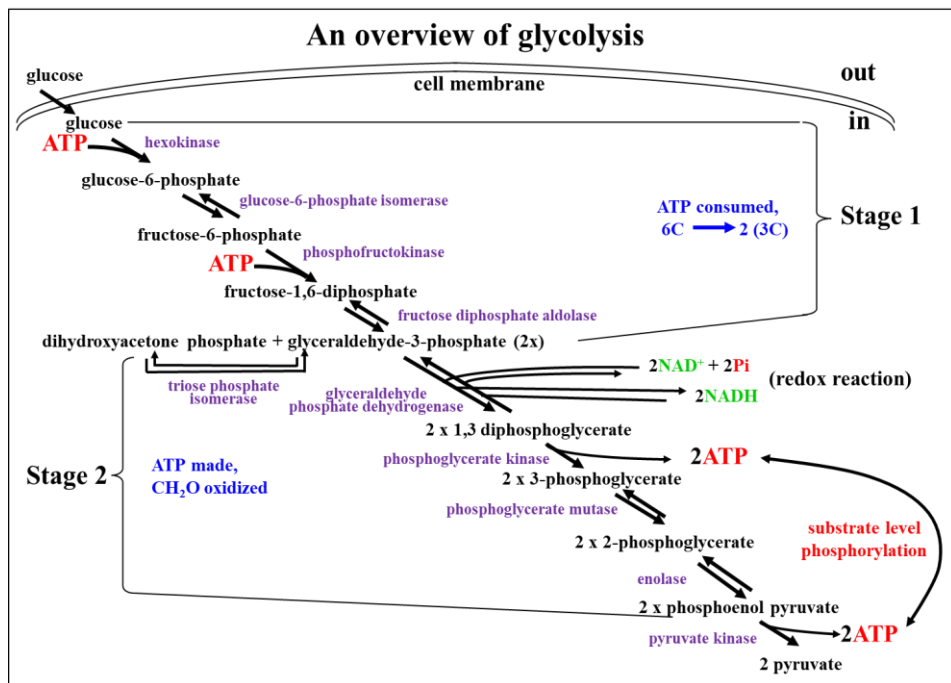 An overview of glycolysis
glucose
out
cell membrane
in
glucose
ATP
hexokinase
glucose-6-phosphate
glucose-6-phosphate isomerase
ATP consumed,
6C 2 (3C)
Stage 1
fructose-6-phosphate
phosphofructokinase
ATP
fructose-1,6-diphosphate
fructose diphosphate aldolase
dihydroxyacetone phosphate + glyceraldehyde-3-phosphate (2x)
triose phosphate
isomerase
glyceraldehyde
phosphate dehydrogenase
2NAD⁺ + 2Pi
(redox reaction)
2NADH
2 x 1,3 diphosphoglycerate
Stage 2
ATP made,
CH₂O oxidized
phosphoglycerate kinase
2ATP
2 x 3-phosphoglycerate
phosphoglycerate mutase
substrate level
phosphorylation
2 x 2-phosphoglycerate
enolase
2 x phosphoenol pyruvate
pyruvate kinase
2ATP
2 pyruvate